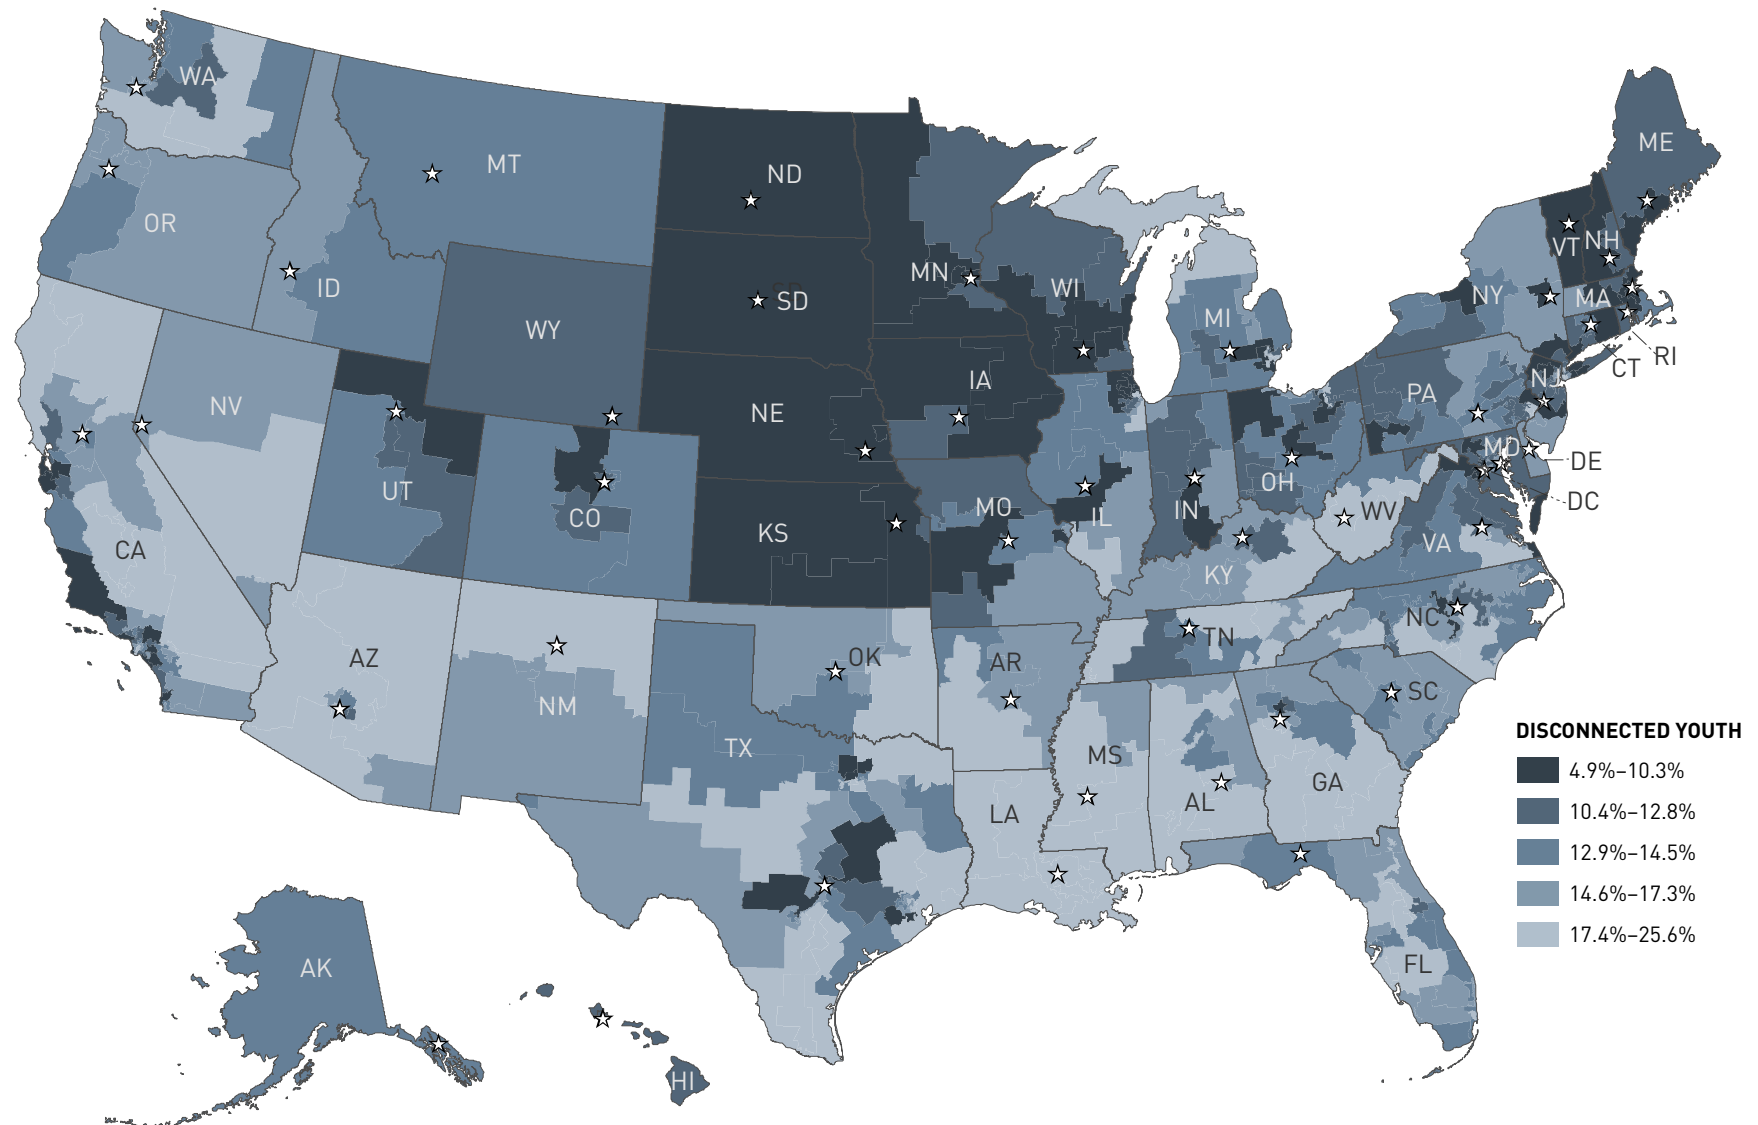 WA
MT
ND
ME
OR
ID
MN
VT
NH
SD
WI
NY
MA
WY
MI
RI
CT
NV
NE
IA
PA
NJ
UT
CO
KS
MO
IL
IN
OH
MD
DE
DC
WV
VA
CA
KY
AZ
NM
OK
AR
TN
NC
SC
TX
MS
AL
GA
LA
FL
AK
HI
DISCONNECTED YOUTH
4.9%–10.3%
10.4%–12.8%
12.9%–14.5%
14.6%–17.3%
17.4%–25.6%